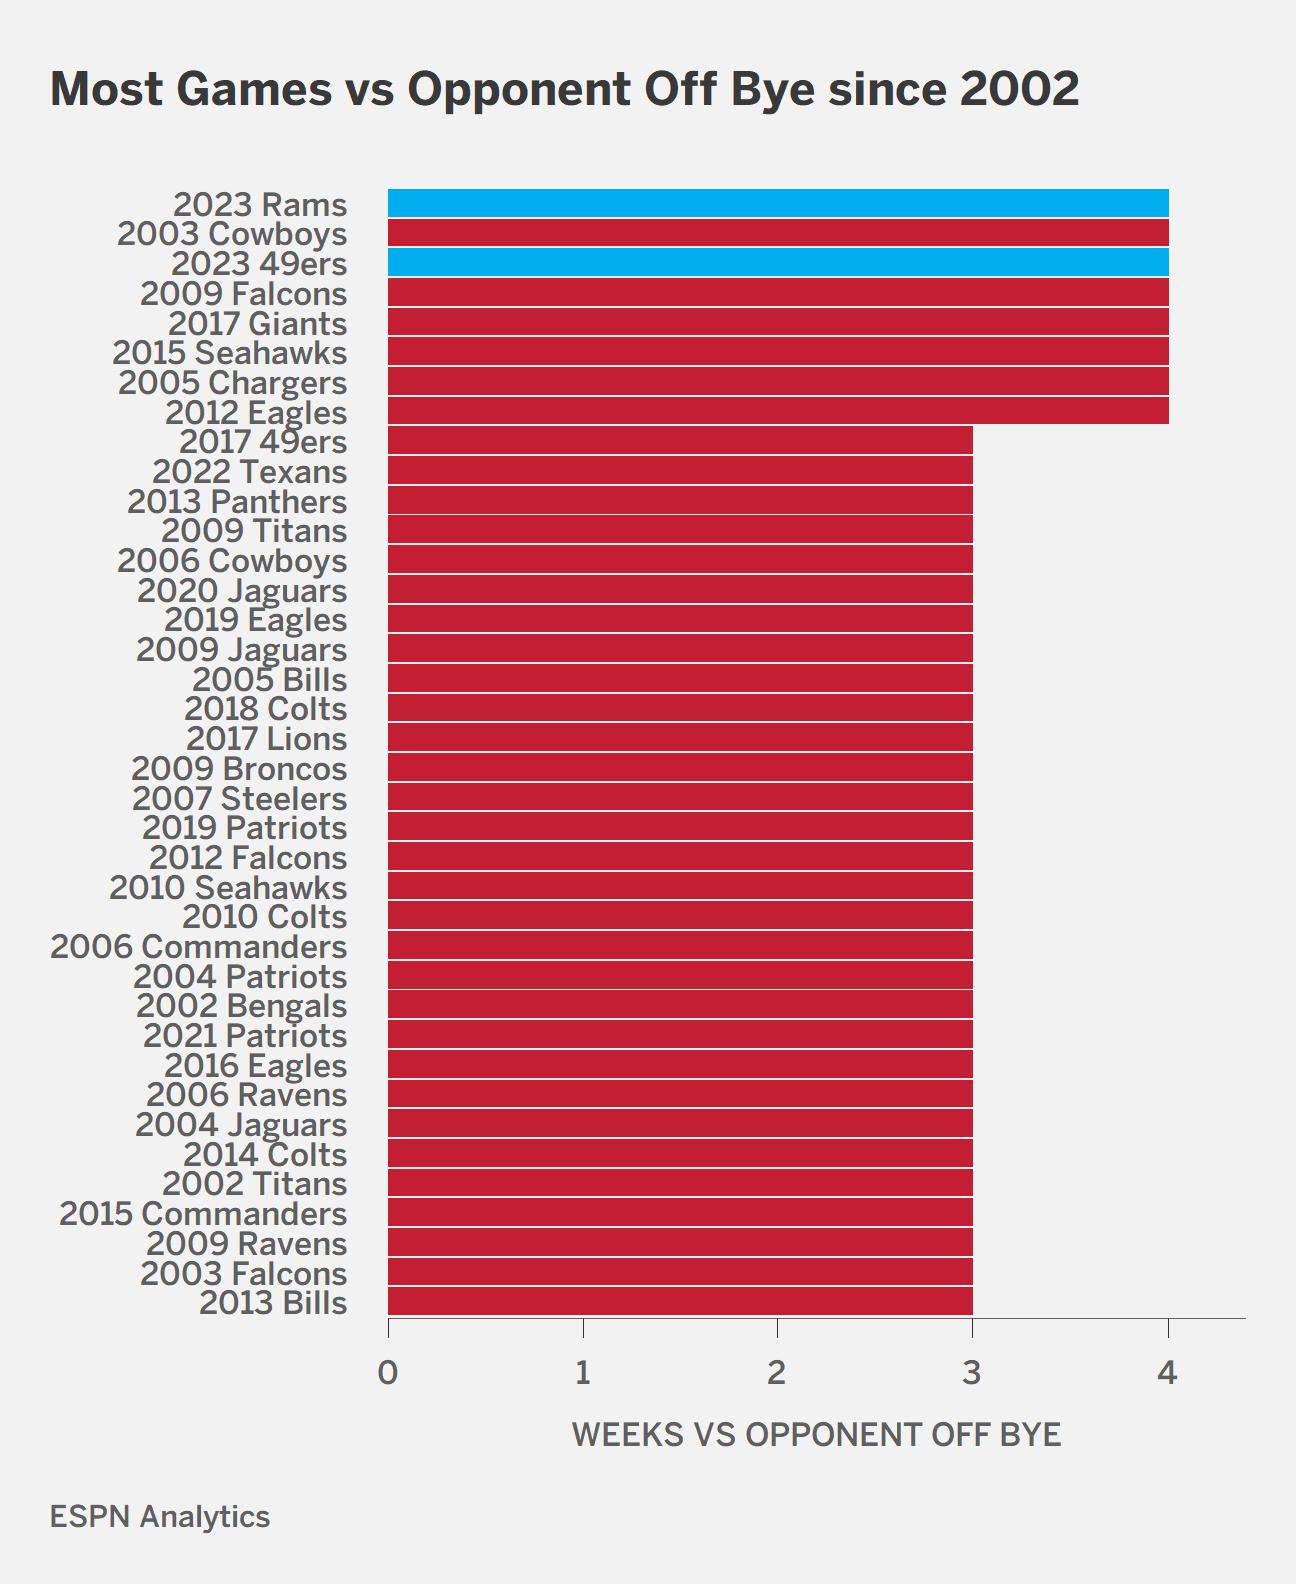 Most Games vs Opponent Off Bye since 2002
2023 Rams
2003 Cowboys
2023 49ers
2009 Falcons
2017 Giants
2015 Seahawks
2005 Chargers
2012 Eagles
2017 49ers
2022 Texans
2013 Panthers
2009 Titans
2006 Cowboys
2020 Jaguars
2019 Eagles
2009 Jaguars
2005 Bills
2018 Colts
2017 Lions
2009 Broncos
2007 Steelers
2019 Patriots
2012 Falcons
2010 Seahawks
2010 Colts
2006 Commanders
2004 Patriots
2002 Bengals
2021 Patriots
2016 Eagles
2006 Ravens
2004 Jaguars
2014 Colts
2002 Titans
2015 Commanders
2009 Ravens
2003 Falcons
2013 Bills
0 1 2 3 4
WEEKS VS OPPONENT OFF BYE
ESPN Analytics